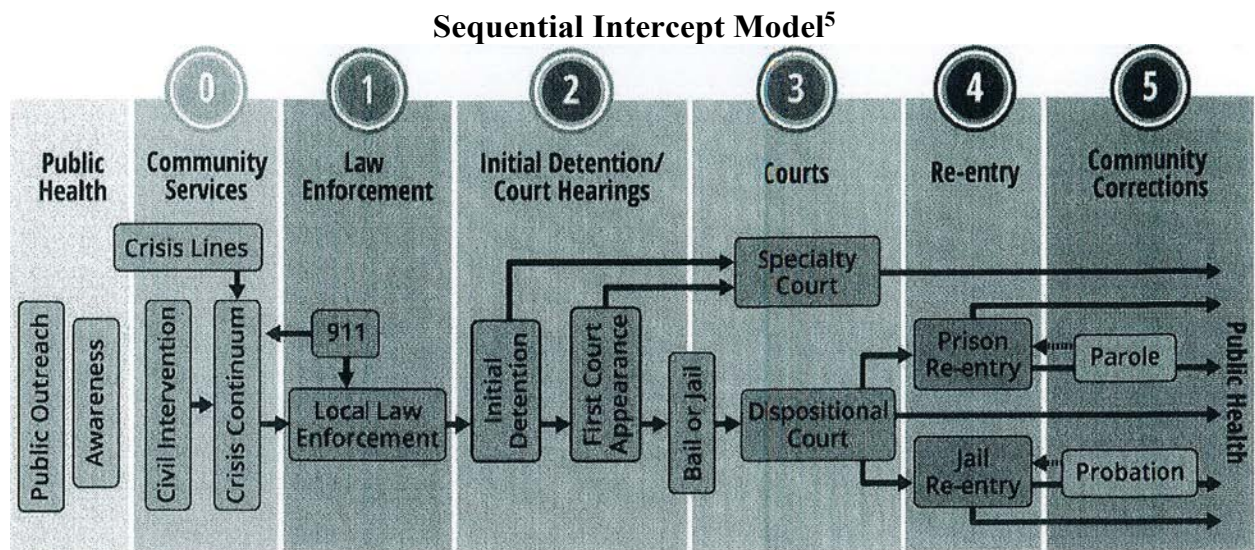 Sequential Intercept Model5
0
1
2
3
4
5
Public
Health
Community
Services
Law
Enforcement
Initial Detention/
Court Hearings
Courts
Re-entry
Community
Corrections
Crisis Lines
Public Outreach
Awareness
Civil Intervention
Crisis Continuum
911
Local Law
Enforcement
Initial
Detention
First Court
Appearance
Bail or Jail
Specialty
Court
Dispositional
Court
Prison
Re-entry
Parole
Jail
Re-entry
Probation
Public Health